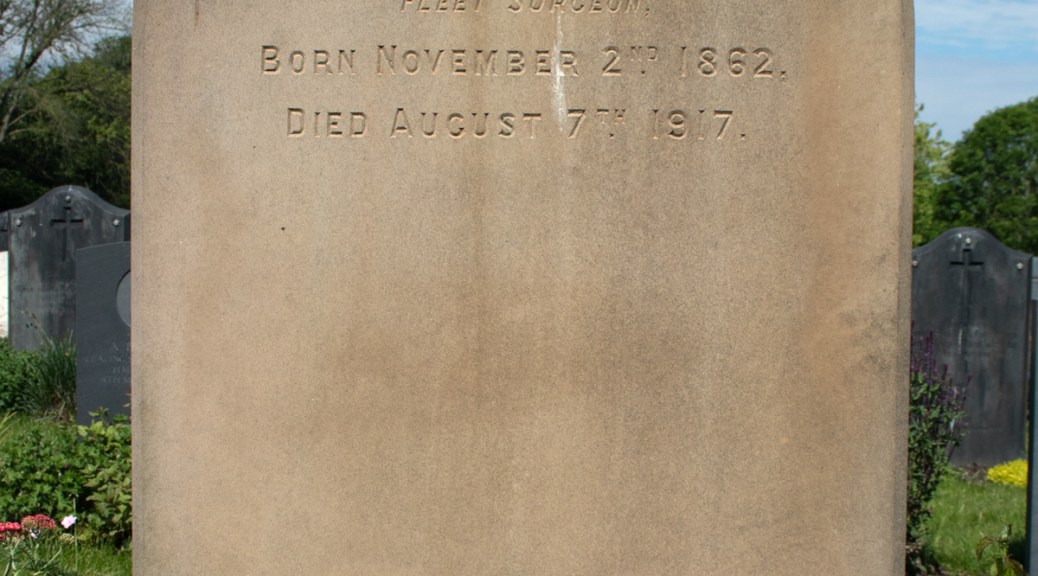 FLEET SURGEON.
BORN NOVEMBER 2ND 1862.
DIED AUGUST 7TH 1917.